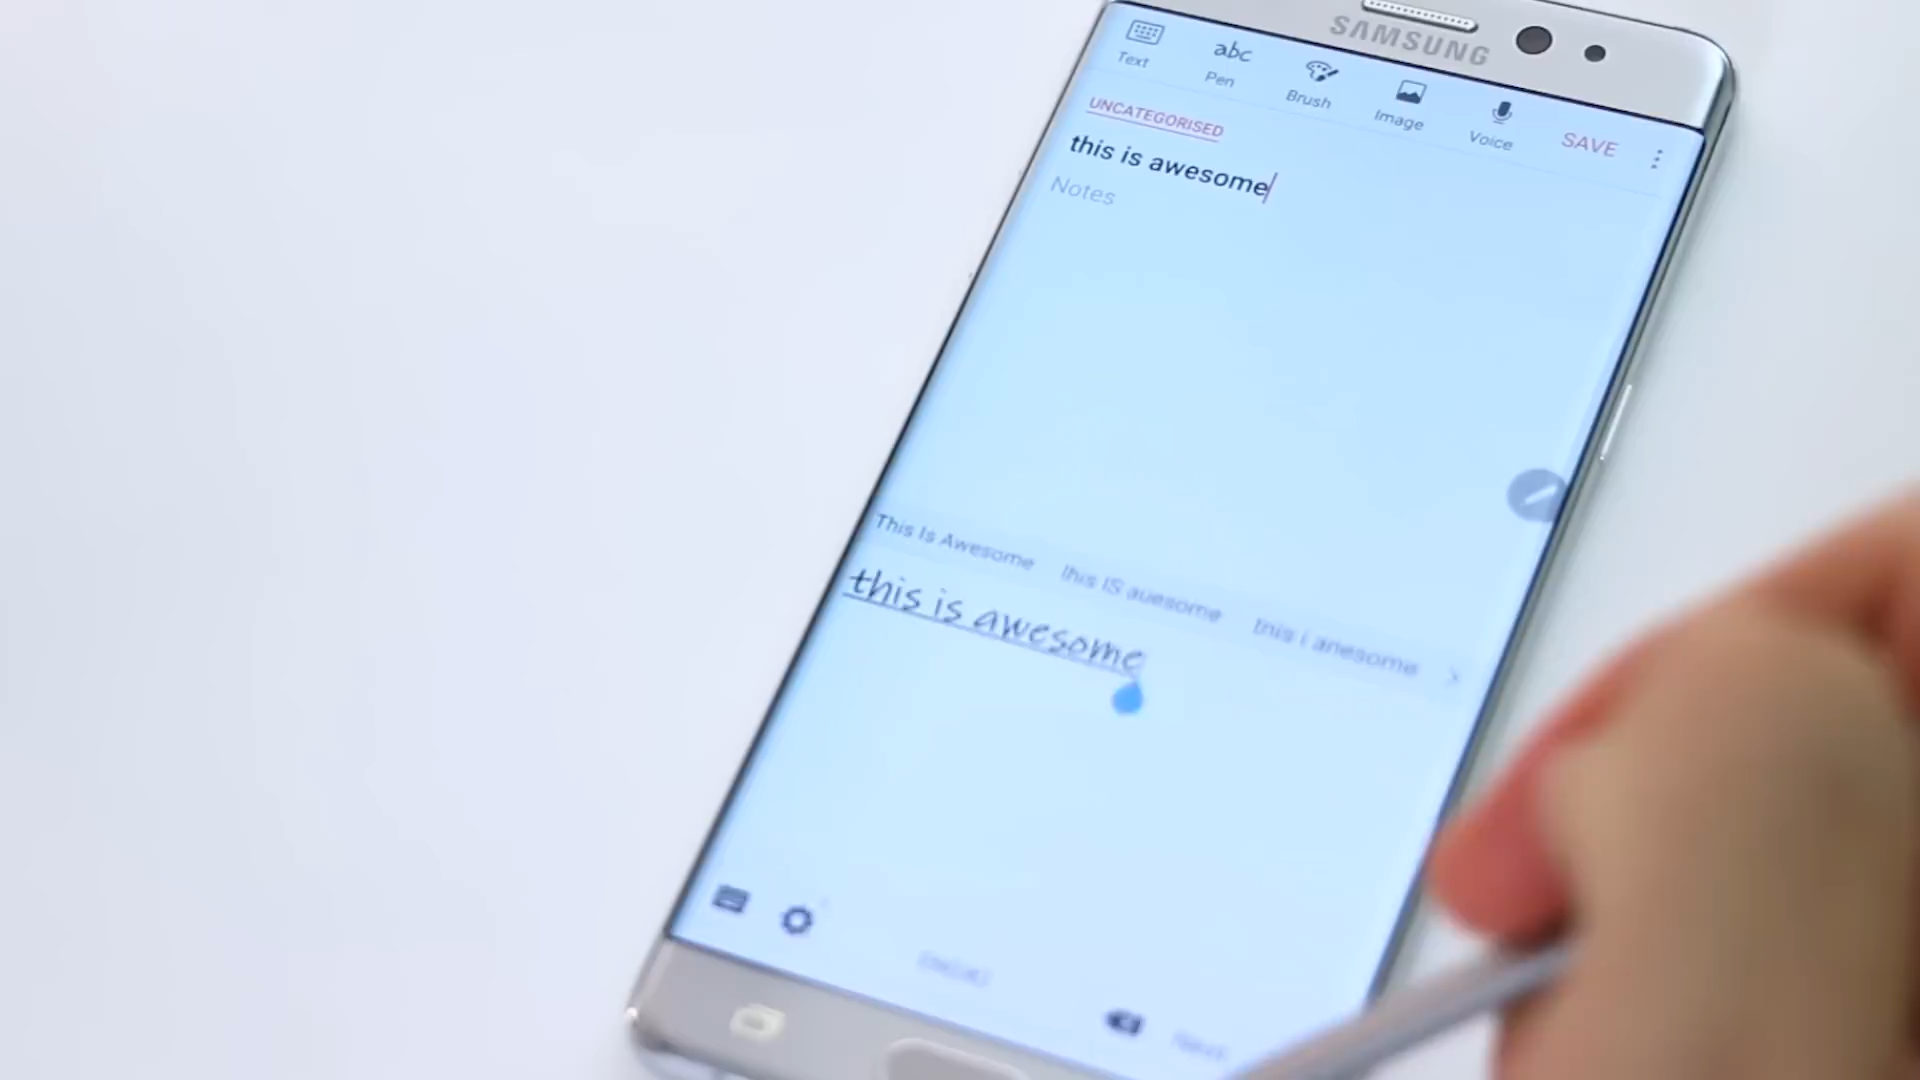 SAMSUNG
Text
abc
Pen
Brush
Image
Voice
SAVE
UNCATEGORISED
this is awesome
Notes
This Is Awesome this IS auesome this i anesome
this is awesome
Next